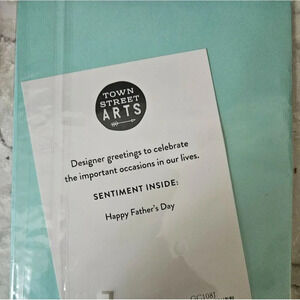 TOWN
STREET
ARTS
Designer greetings to celebrate
the important occasions in our lives.
SENTIMENT INSIDE:
Happy Father's Day